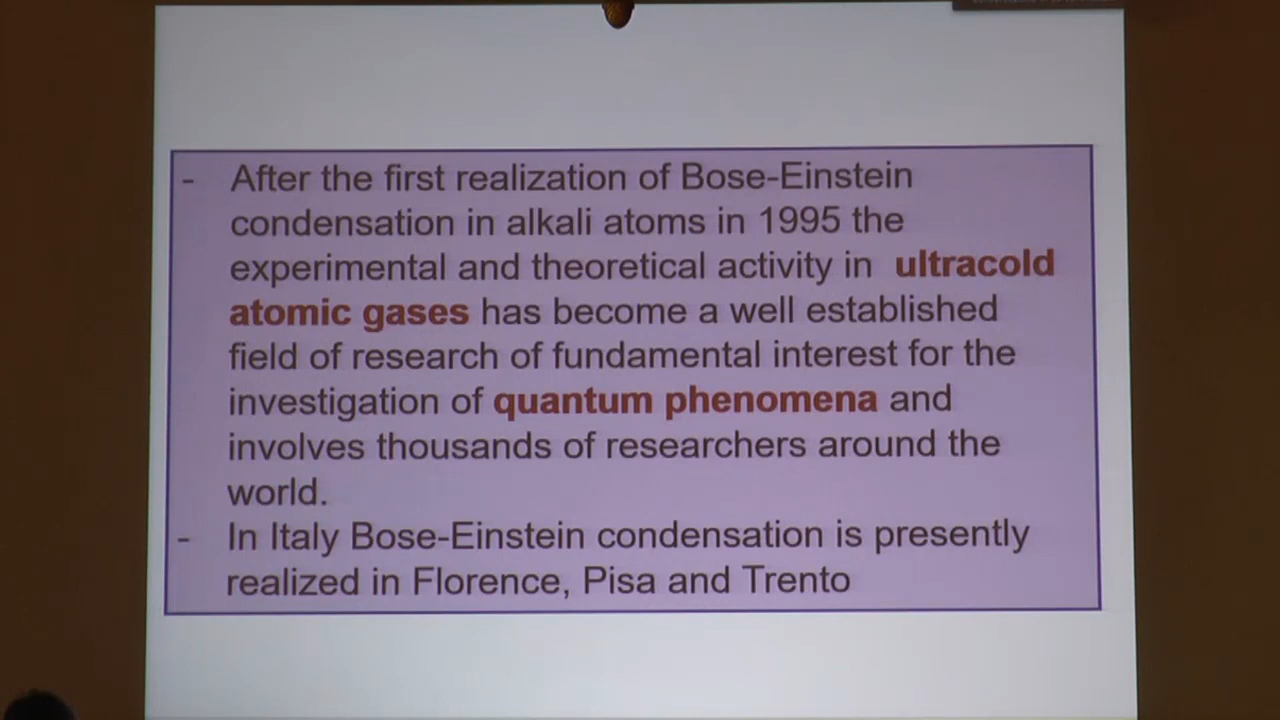 - After the first realization of Bose-Einstein
condensation in alkali atoms in 1995 the
experimental and theoretical activity in ultracold
atomic gases has become a well established
field of research of fundamental interest for the
investigation of quantum phenomena and
involves thousands of researchers around the
world.
- In Italy Bose-Einstein condensation is presently
realized in Florence, Pisa and Trento